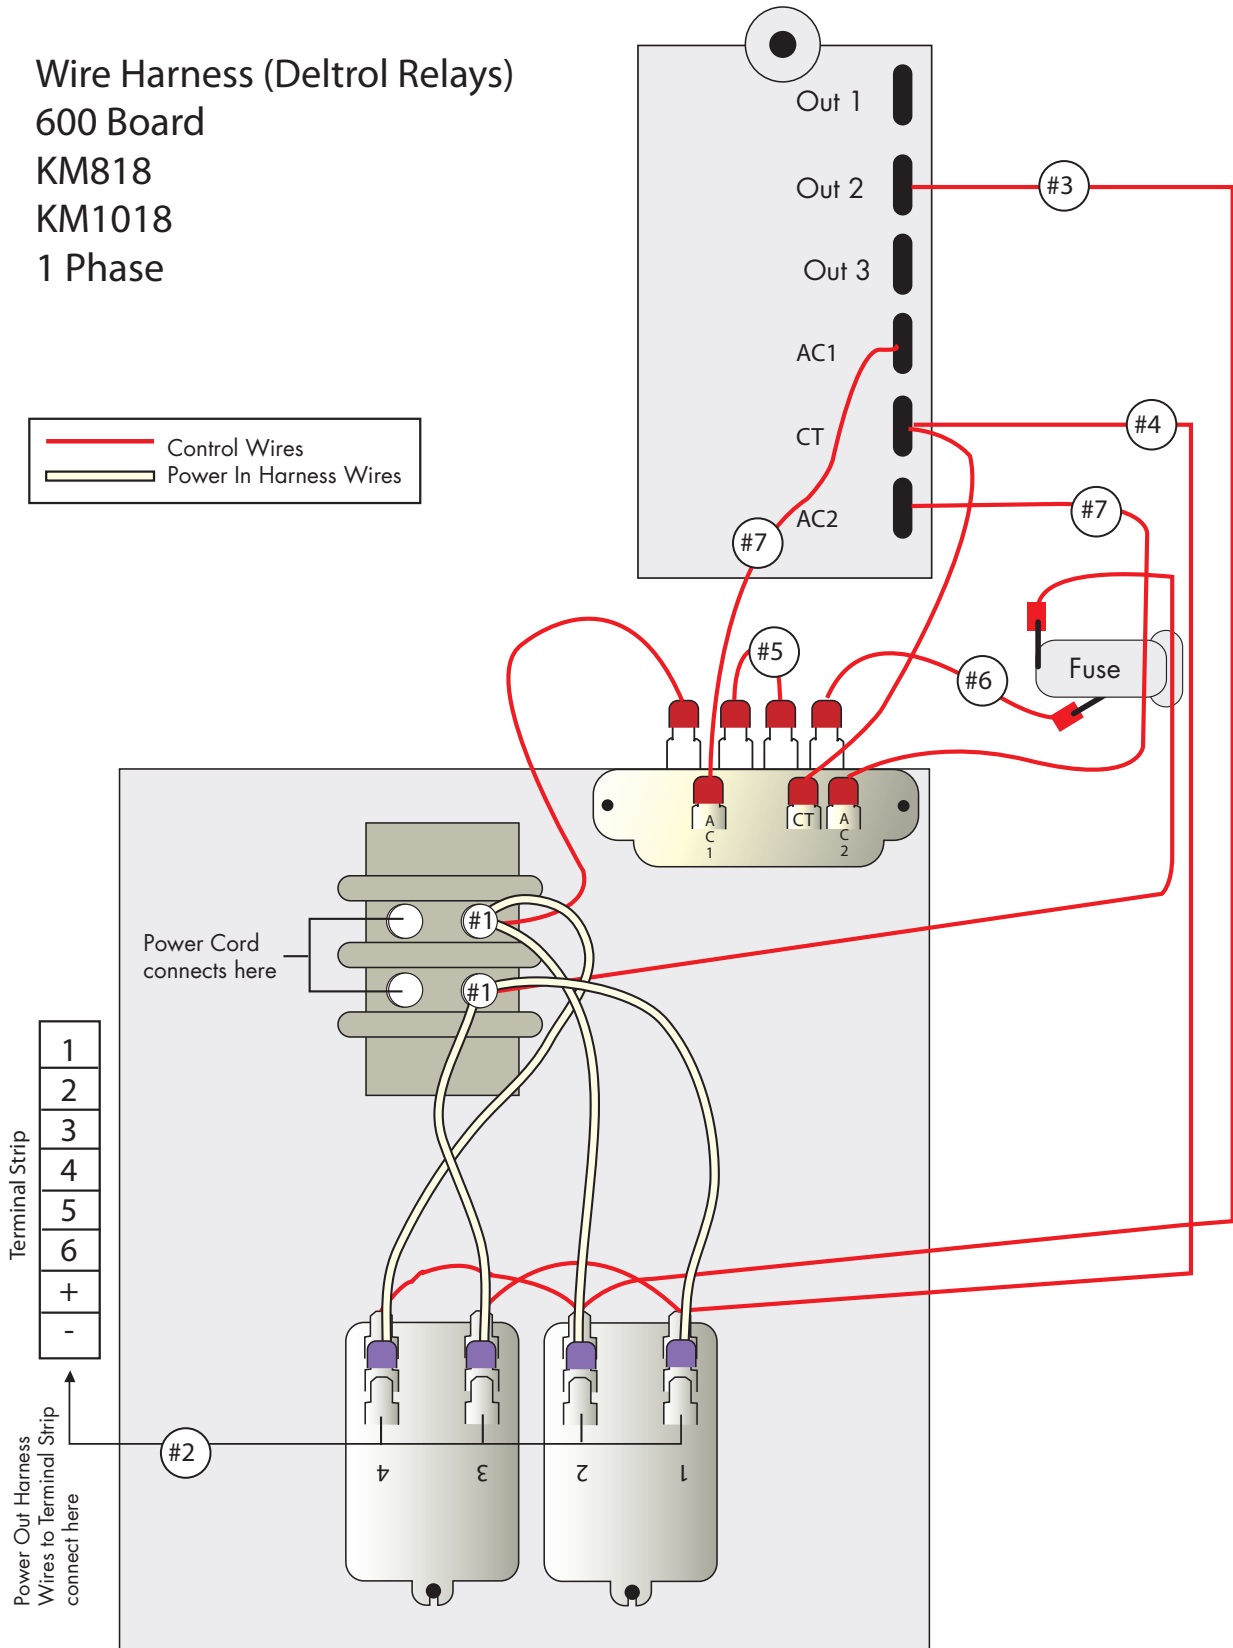 Wire Harness (Deltrol Relays)
600 Board
KM818
KM1018
1 Phase
Control Wires
Power In Harness Wires
Out 1
Out 2
Out 3
AC1
CT
AC2
#3
#4
#7
#7
#5
#6
Fuse
AC1
CT
AC2
#1
#1
Power Cord
connects here
Terminal Strip
1
2
3
4
5
6
+
-
#2
4
3
2
1
Power Out Harness
Wires to Terminal Strip
connect here